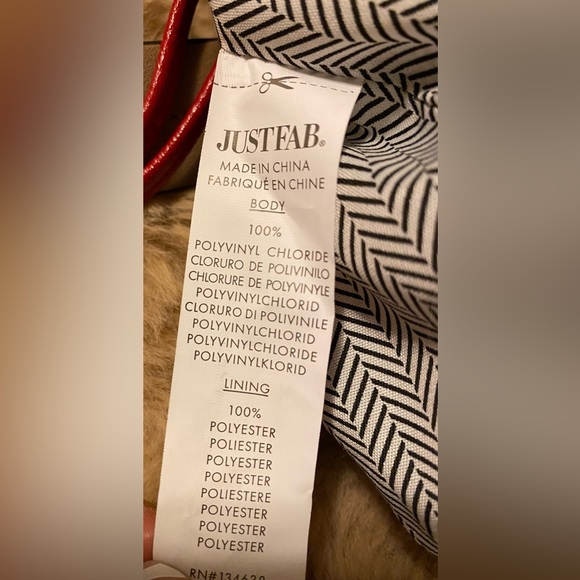 JUSTFAB®
MADE IN CHINA
FABRIQUÉ EN CHINE
BODY
100%
POLYVINYL CHLORIDE
CLORURO DE POLIVINILO
CHLORURE DE POLYVINYLE
POLYVINYLCHLORID
CLORURO DI POLIVINILE
POLYVINYLCHLORID
POLYVINYLCHLORIDE
POLYVINYLKLORID
LINING
100%
POLYESTER
POLIESTER
POLYESTER
POLYESTER
POLIESTERE
POLYESTER
POLYESTER
POLYESTER